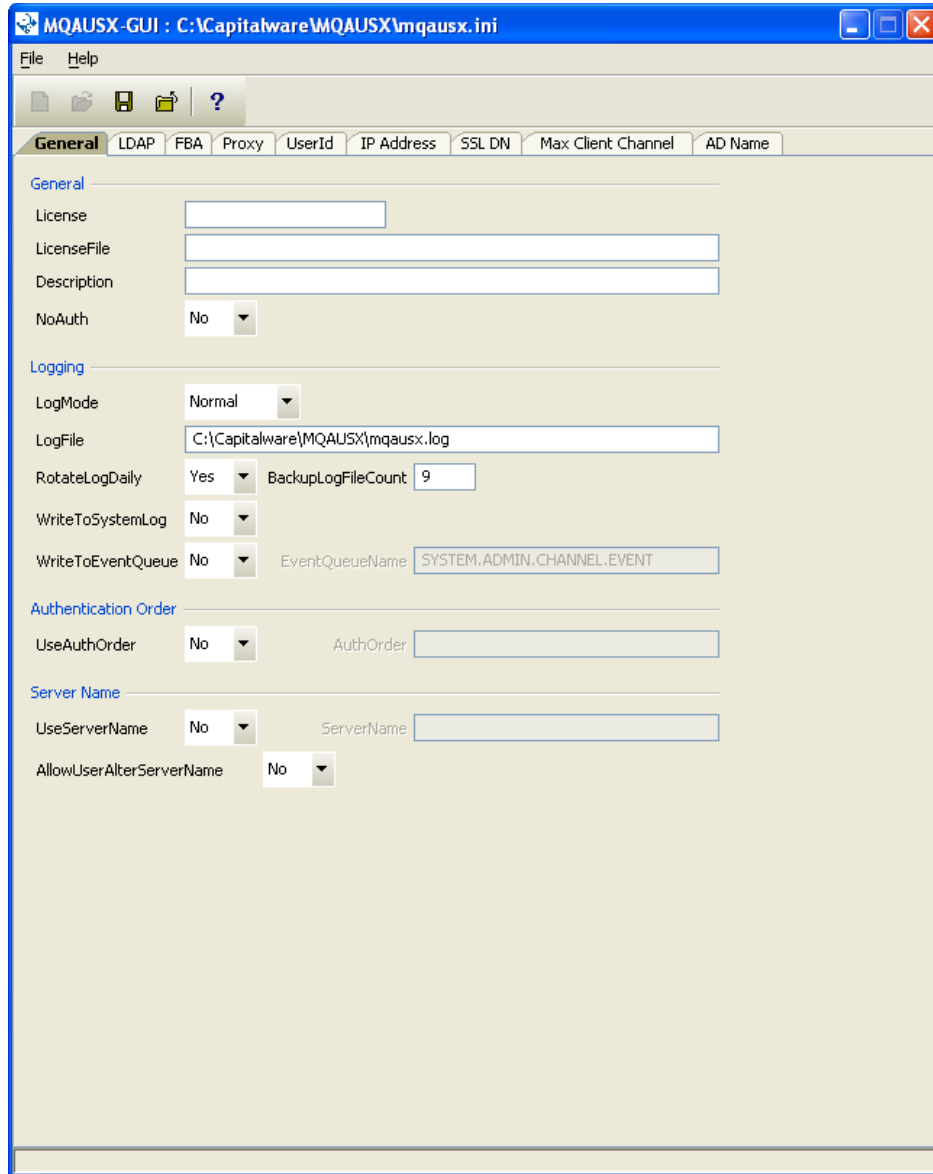 MQAUSX-GUI : C:\Capitalware\MQAUSX\mqausx.ini
File Help
?
General LDAP FBA Proxy UserId IP Address SSL DN Max Client Channel AD Name
General
License
LicenseFile
Description
NoAuth No
Logging
LogMode Normal
LogFile C:\Capitalware\MQAUSX\mqausx.log
RotateLogDaily Yes BackupLogFileCount 9
WriteToSystemLog No
WriteToEventQueue No EventQueueName SYSTEM.ADMIN.CHANNEL.EVENT
Authentication Order
UseAuthOrder No AuthOrder
Server Name
UseServerName No ServerName
AllowUserAlterServerName No